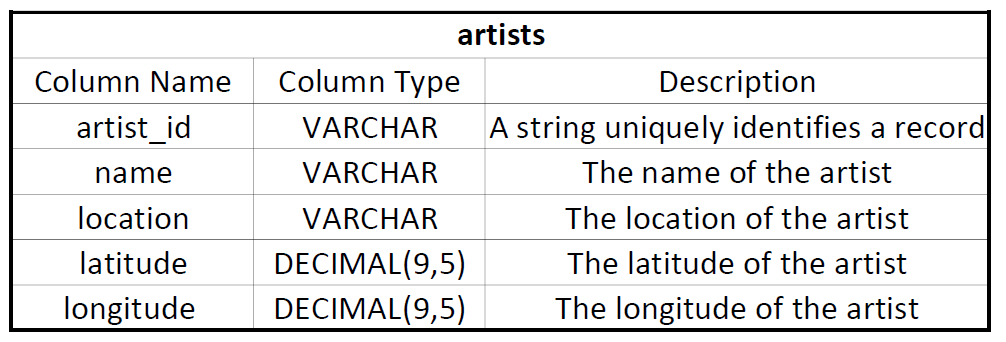 artists
Column Name Column Type Description
artist_id VARCHAR A string uniquely identifies a record
name VARCHAR The name of the artist
location VARCHAR The location of the artist
latitude DECIMAL(9,5) The latitude of the artist
longitude DECIMAL(9,5) The longitude of the artist